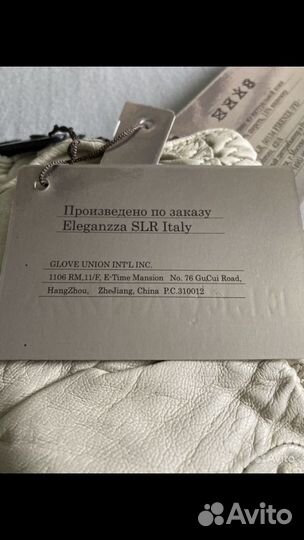 Произведено по заказу
Eleganzza SLR Italy
GLOVE UNION INT'L INC.
1106 RM,11/F, E-Time Mansion No. 76 GuCui Road,
HangZhou, ZheJiang, China P.C.310012
Avito